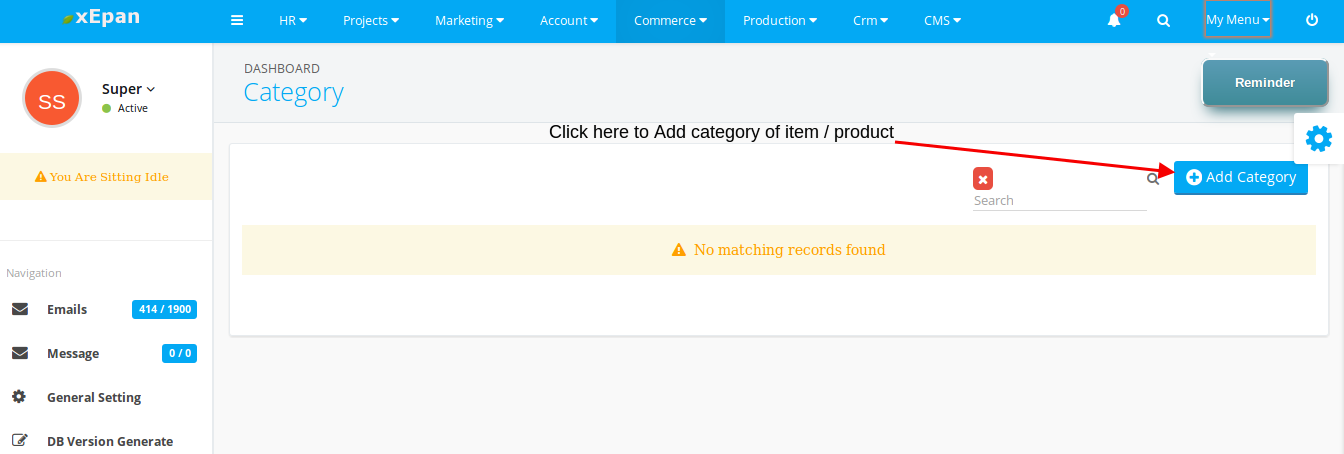 xEpan
HR
Projects
Marketing
Account
Commerce
Production
Crm
CMS
0
My Menu
SS
Super
Active
You Are Sitting Idle
Navigation
Emails
414 / 1900
Message
0 / 0
General Setting
DB Version Generate
DASHBOARD
Category
Reminder
Click here to Add category of item / product
Search
Add Category
No matching records found